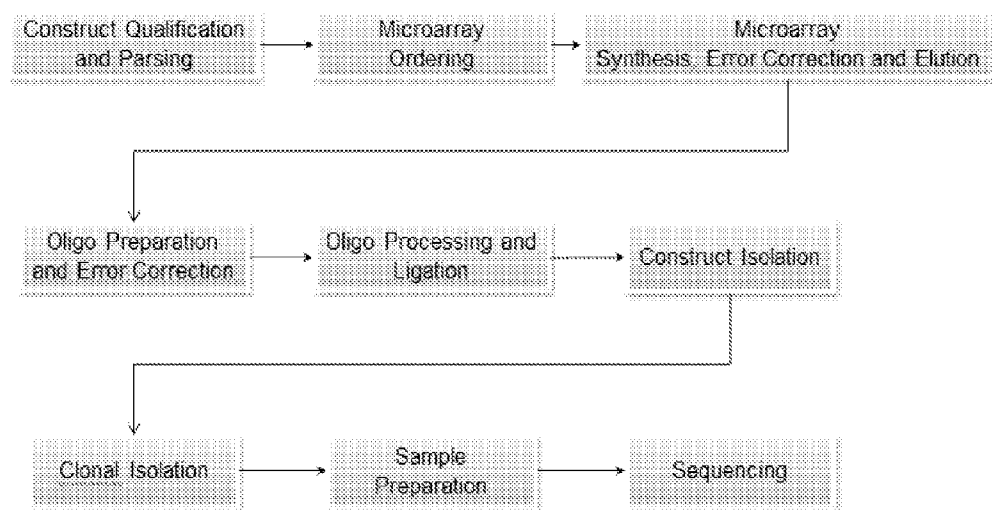 Construct Qualification
and Parsing
Microarray
Ordering
Microarray
Synthesis, Error Correction and Elution
Oligo Preparation
and Error Correction
Oligo Processing and
Ligation
Construct Isolation
Clonal Isolation
Sample
Preparation
Sequencing